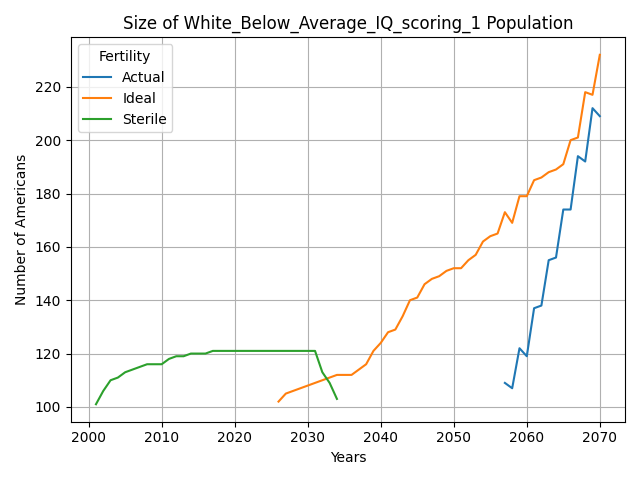 Size of White_Below_Average_IQ_scoring_1 Population
Fertility
Actual
Ideal
Sterile
Number of Americans
220
200
180
160
140
120
100
2000 2010 2020 2030 2040 2050 2060 2070
Years